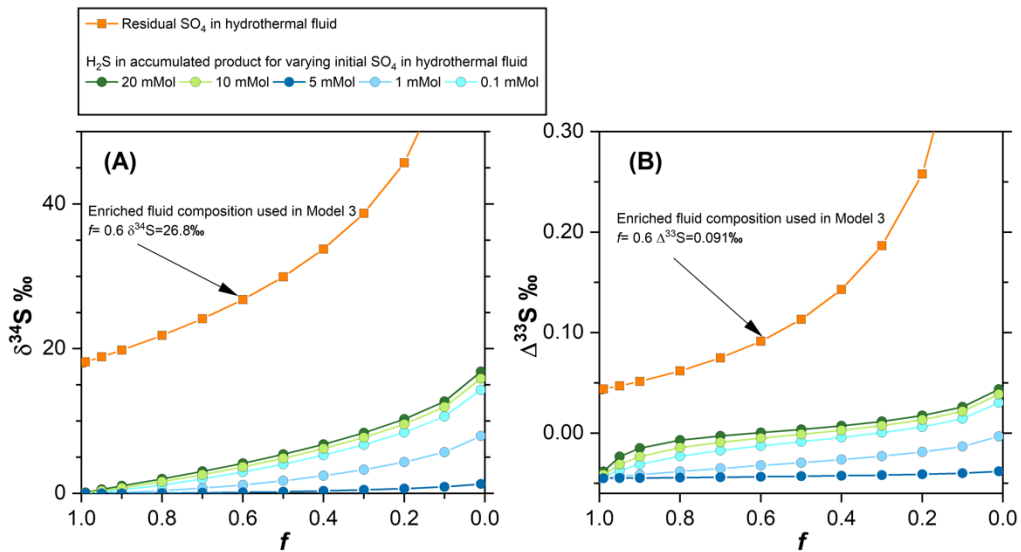 Residual SO4 in hydrothermal fluid
H2S in accumulated product for varying initial SO4 in hydrothermal fluid
20 mMol 10 mMol 5 mMol 1 mMol 0.1 mMol
(A)
Enriched fluid composition used in Model 3
f= 0.6 δ34S=26.8‰
δ34S ‰
40
20
0
1.0 0.8 0.6 0.4 0.2 0.0
f
(B)
Enriched fluid composition used in Model 3
f= 0.6 Δ33S=0.091‰
Δ33S ‰
0.30
0.20
0.10
0.00
1.0 0.8 0.6 0.4 0.2 0.0
f